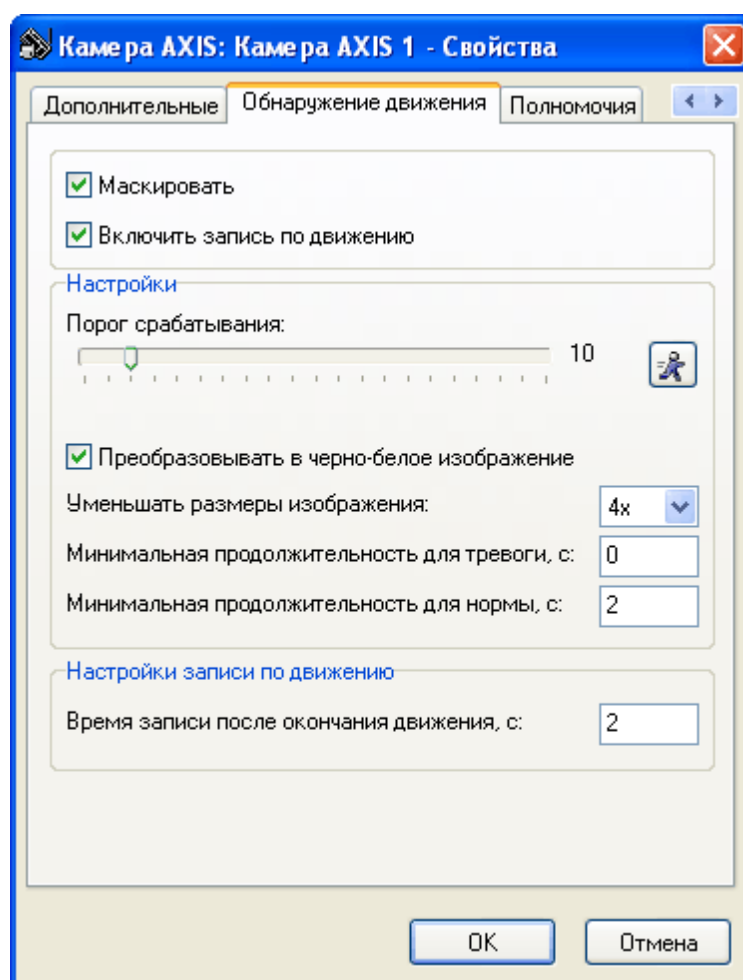 Камера AXIS: Камера AXIS 1 - Свойства
Дополнительные
Обнаружение движения
Полномочия
Маскировать
Включить запись по движению
Настройки
Порог срабатывания:
10
Преобразовывать в черно-белое изображение
Уменьшать размеры изображения:
4x
Минимальная продолжительность для тревоги, с:
0
Минимальная продолжительность для нормы, с:
2
Настройки записи по движению
Время записи после окончания движения, с:
2
OK
Отмена